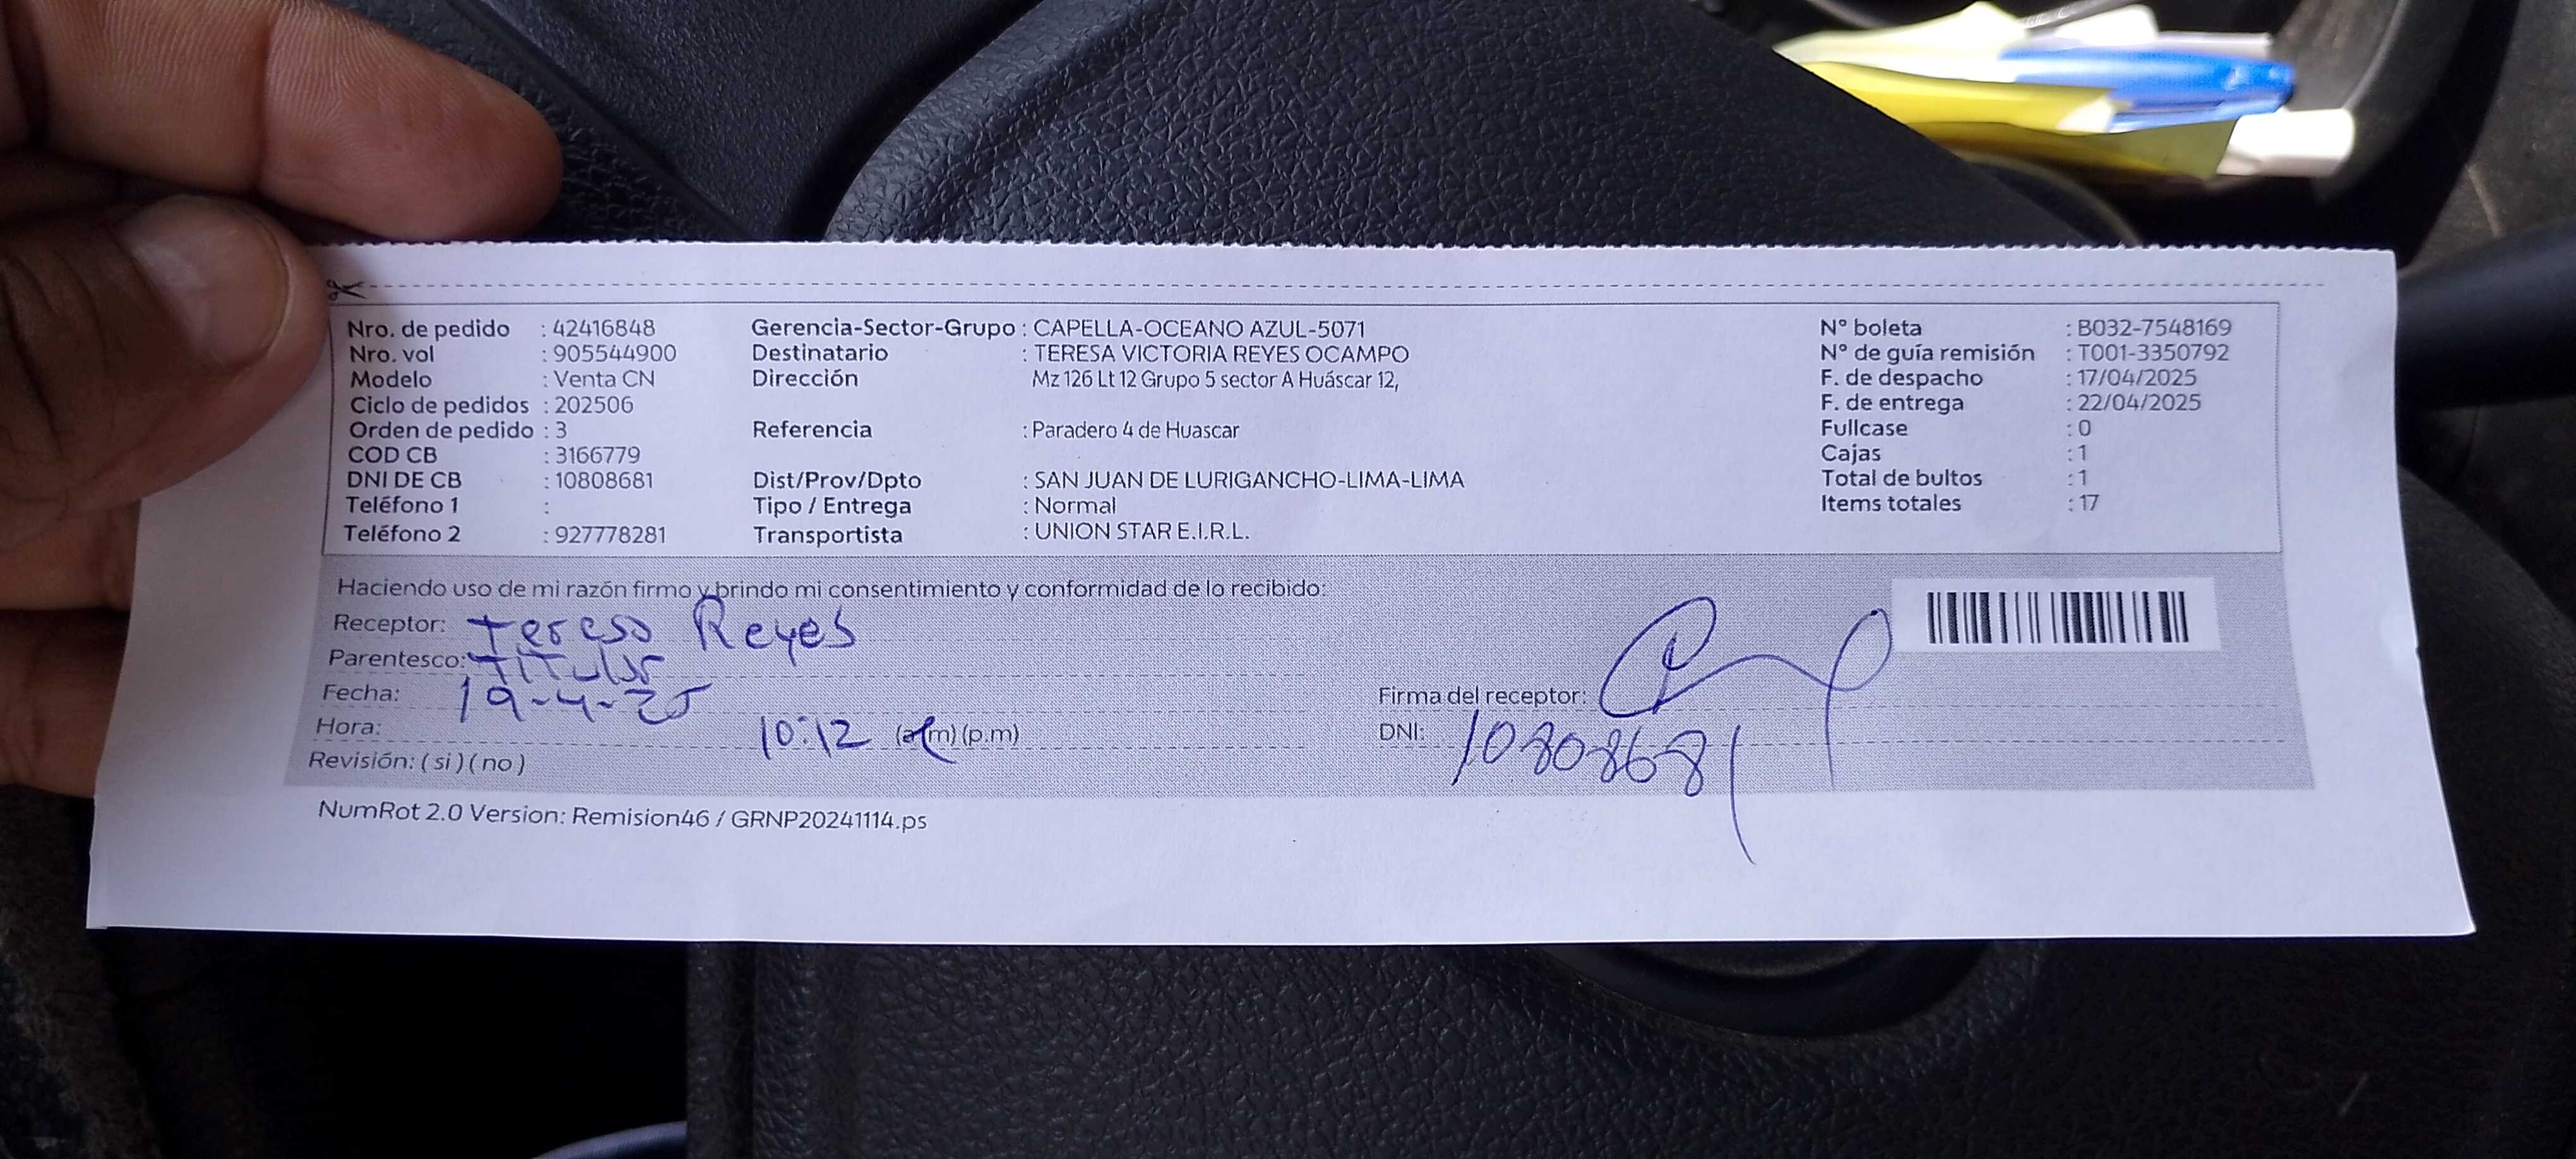 Nro. de pedido : 42416848 Gerencia-Sector-Grupo : CAPELLA-OCEANO AZUL-5071 N° boleta : B032-7548169
Nro. vol : 905544900 Destinatario : TERESA VICTORIA REYES OCAMPO N° de guía remisión : T001-3350792
Modelo : Venta CN Dirección Mz 126 Lt 12 Grupo 5 sector A Huáscar 12, F. de despacho : 17/04/2025
Ciclo de pedidos : 202506 F. de entrega : 22/04/2025
Orden de pedido : 3 Referencia : Paradero 4 de Huascar Fullcase : 0
COD CB : 3166779 Cajas : 1
DNI DE CB : 10808681 Dist/Prov/Dpto : SAN JUAN DE LURIGANCHO-LIMA-LIMA Total de bultos : 1
Teléfono 1 : Tipo / Entrega : Normal Items totales : 17
Teléfono 2 : 927778281 Transportista : UNION STAR E.I.R.L.
Haciendo uso de mi razón firmo y brindo mi consentimiento y conformidad de lo recibido:
Receptor: Teresa Reyes
Parentesco: Titular
Fecha: 19-4-25 Firma del receptor:
Hora: 10:12 (a.m) (p.m) DNI: 10808681
Revisión: ( si ) ( no )
NumRot 2.0 Version: Remision46 / GRNP20241114.ps